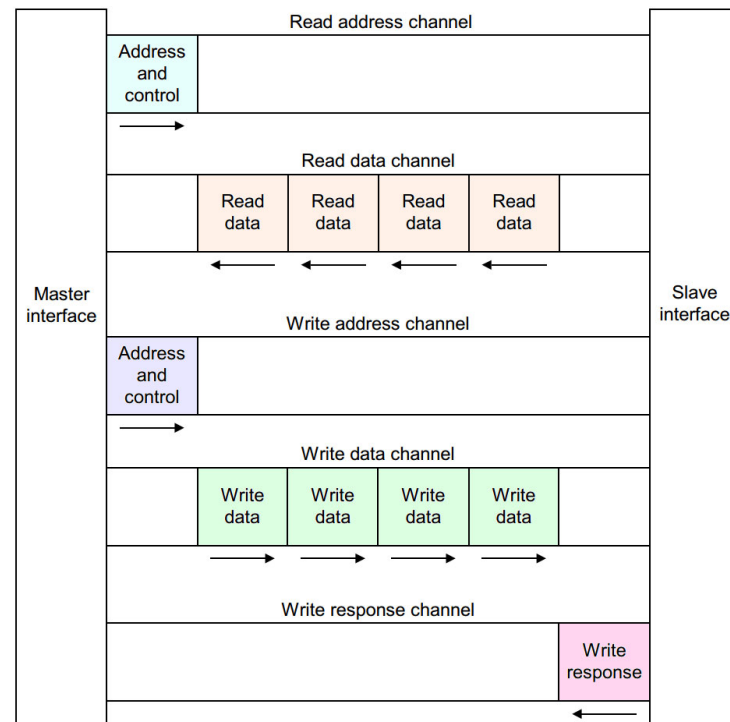 Read address channel
Address
and
control
Read data channel
Read
data
Read
data
Read
data
Read
data
Master
interface
Slave
interface
Write address channel
Address
and
control
Write data channel
Write
data
Write
data
Write
data
Write
data
Write response channel
Write
response